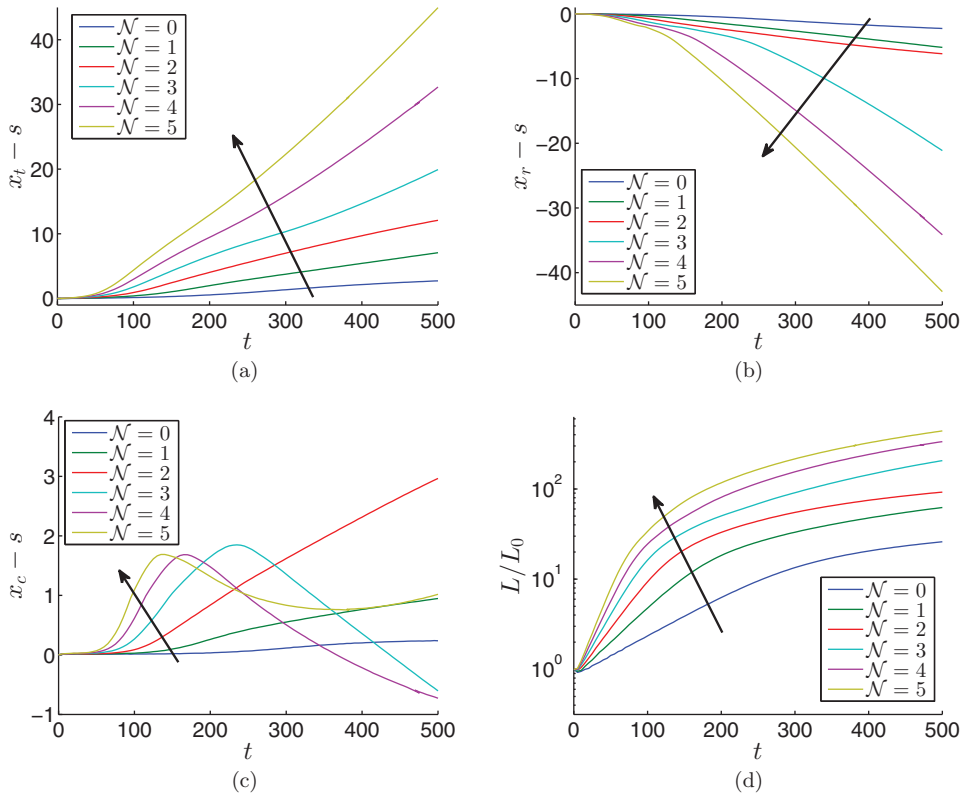 40
30
20
10
0
x_t − s
𝒩 = 0
𝒩 = 1
𝒩 = 2
𝒩 = 3
𝒩 = 4
𝒩 = 5
0 100 200 300 400 500
t
(a)
0
−10
−20
−30
−40
x_r − s
𝒩 = 0
𝒩 = 1
𝒩 = 2
𝒩 = 3
𝒩 = 4
𝒩 = 5
0 100 200 300 400 500
t
(b)
4
3
2
1
0
−1
x_c − s
𝒩 = 0
𝒩 = 1
𝒩 = 2
𝒩 = 3
𝒩 = 4
𝒩 = 5
0 100 200 300 400 500
t
(c)
10^2
10^1
10^0
L/L_0
𝒩 = 0
𝒩 = 1
𝒩 = 2
𝒩 = 3
𝒩 = 4
𝒩 = 5
0 100 200 300 400 500
t
(d)